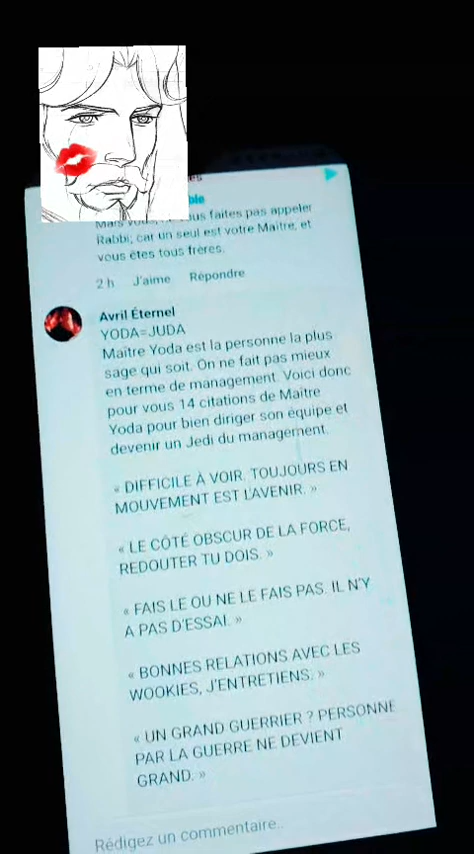 Mais vou
us faites pas appeler
Rabbi; car un seul est votre Maître, et
vous êtes tous frères.
2 h J'aime Répondre
Avril Éternel
YODA=JUDA
Maître Yoda est la personne la plus
sage qui soit. On ne fait pas mieux
en terme de management. Voici donc
pour vous 14 citations de Maître
Yoda pour bien diriger son équipe et
devenir un Jedi du management.
« DIFFICILE À VOIR. TOUJOURS EN
MOUVEMENT EST L'AVENIR. »
« LE CÔTÉ OBSCUR DE LA FORCE,
REDOUTER TU DOIS. »
« FAIS LE OU NE LE FAIS PAS. IL N'Y
A PAS D'ESSAI. »
« BONNES RELATIONS AVEC LES
WOOKIES, J'ENTRETIENS. »
« UN GRAND GUERRIER ? PERSONNE
PAR LA GUERRE NE DEVIENT
GRAND. »
Rédigez un commentaire..